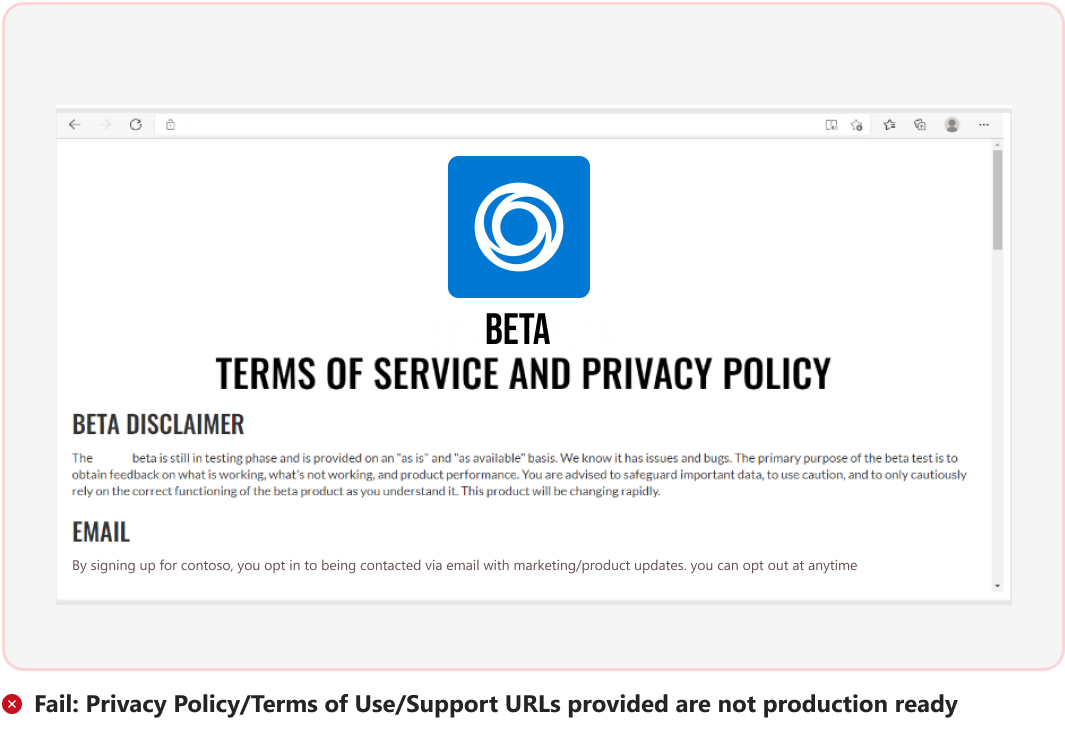 BETA
TERMS OF SERVICE AND PRIVACY POLICY
BETA DISCLAIMER
The beta is still in testing phase and is provided on an "as is" and "as available" basis. We know it has issues and bugs. The primary purpose of the beta test is to
obtain feedback on what is working, what's not working, and product performance. You are advised to safeguard important data, to use caution, and to only cautiously
rely on the correct functioning of the beta product as you understand it. This product will be changing rapidly.
EMAIL
By signing up for contoso, you opt in to being contacted via email with marketing/product updates. you can opt out at anytime
Fail: Privacy Policy/Terms of Use/Support URLs provided are not production ready